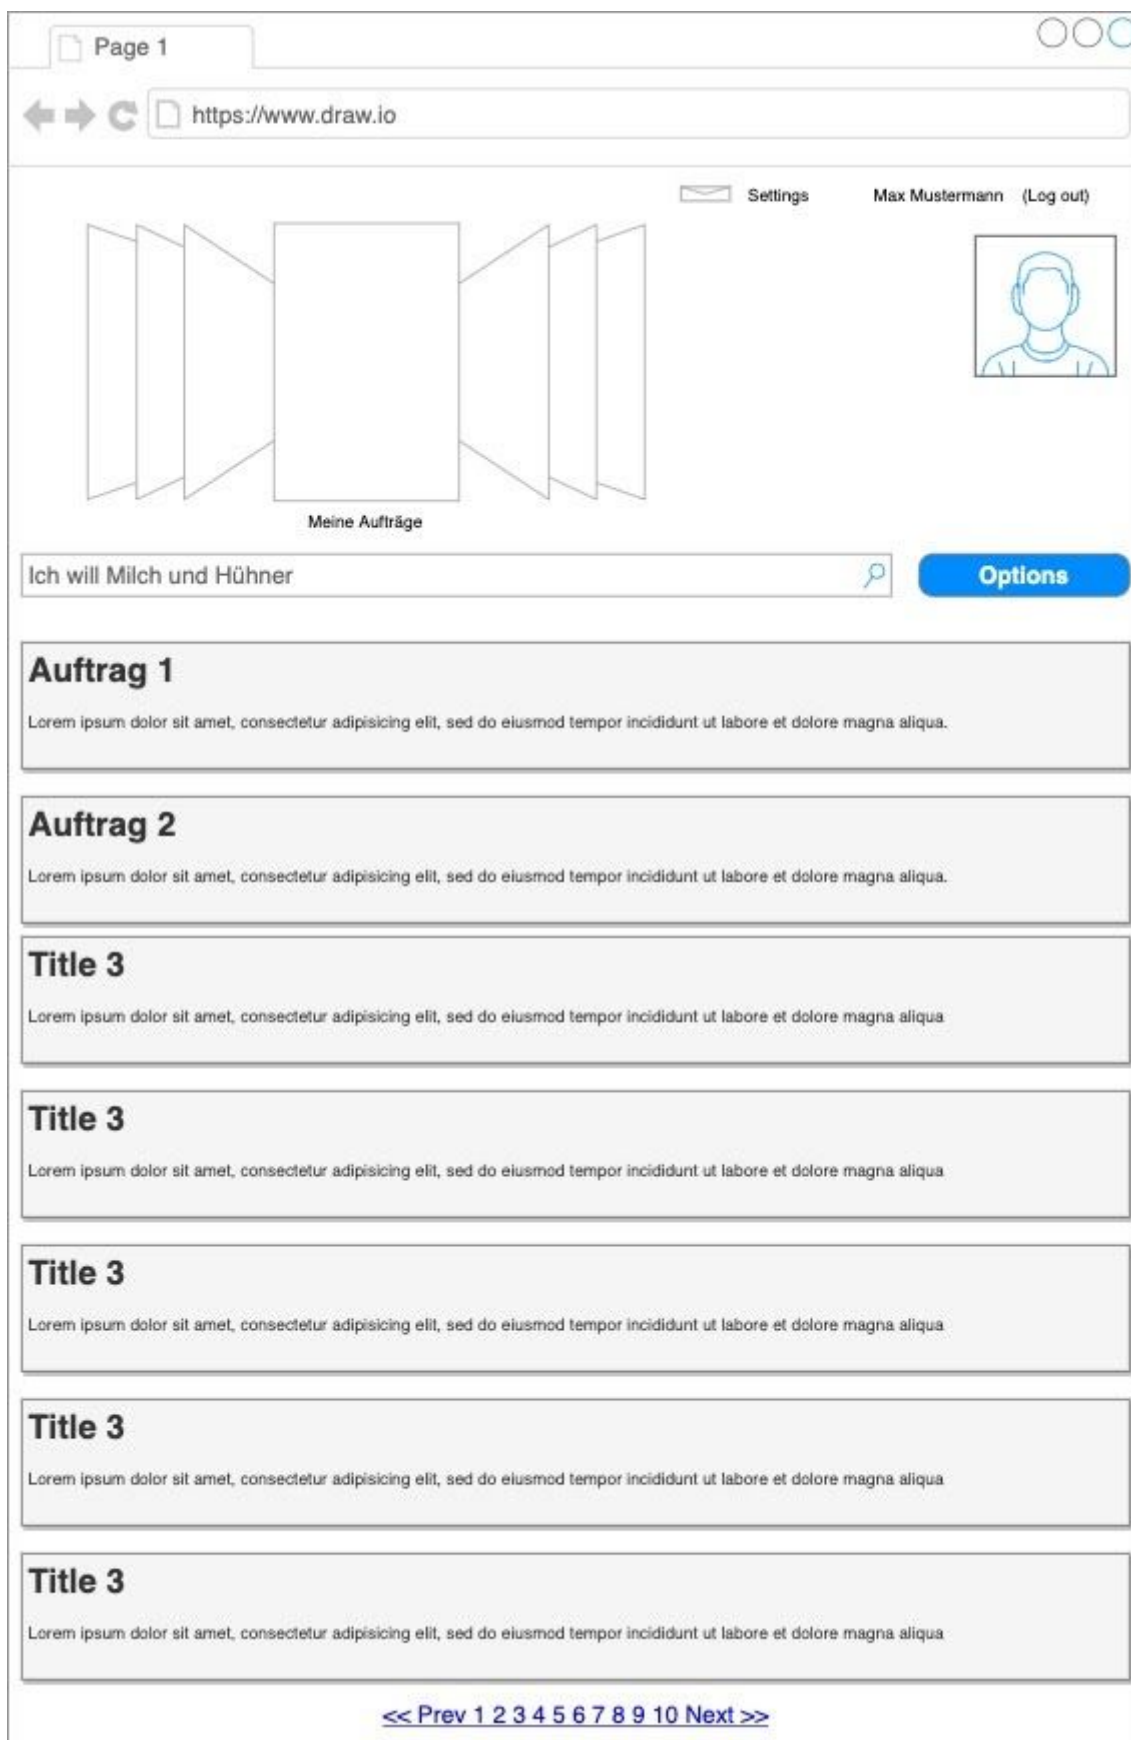 Page 1
https://www.draw.io
Settings Max Mustermann (Log out)
Meine Aufträge
Ich will Milch und Hühner
Options
Auftrag 1
Lorem ipsum dolor sit amet, consectetur adipisicing elit, sed do eiusmod tempor incididunt ut labore et dolore magna aliqua.
Auftrag 2
Lorem ipsum dolor sit amet, consectetur adipisicing elit, sed do eiusmod tempor incididunt ut labore et dolore magna aliqua.
Title 3
Lorem ipsum dolor sit amet, consectetur adipisicing elit, sed do eiusmod tempor incididunt ut labore et dolore magna aliqua
Title 3
Lorem ipsum dolor sit amet, consectetur adipisicing elit, sed do eiusmod tempor incididunt ut labore et dolore magna aliqua
Title 3
Lorem ipsum dolor sit amet, consectetur adipisicing elit, sed do eiusmod tempor incididunt ut labore et dolore magna aliqua
Title 3
Lorem ipsum dolor sit amet, consectetur adipisicing elit, sed do eiusmod tempor incididunt ut labore et dolore magna aliqua
Title 3
Lorem ipsum dolor sit amet, consectetur adipisicing elit, sed do eiusmod tempor incididunt ut labore et dolore magna aliqua
<< Prev 1 2 3 4 5 6 7 8 9 10 Next >>